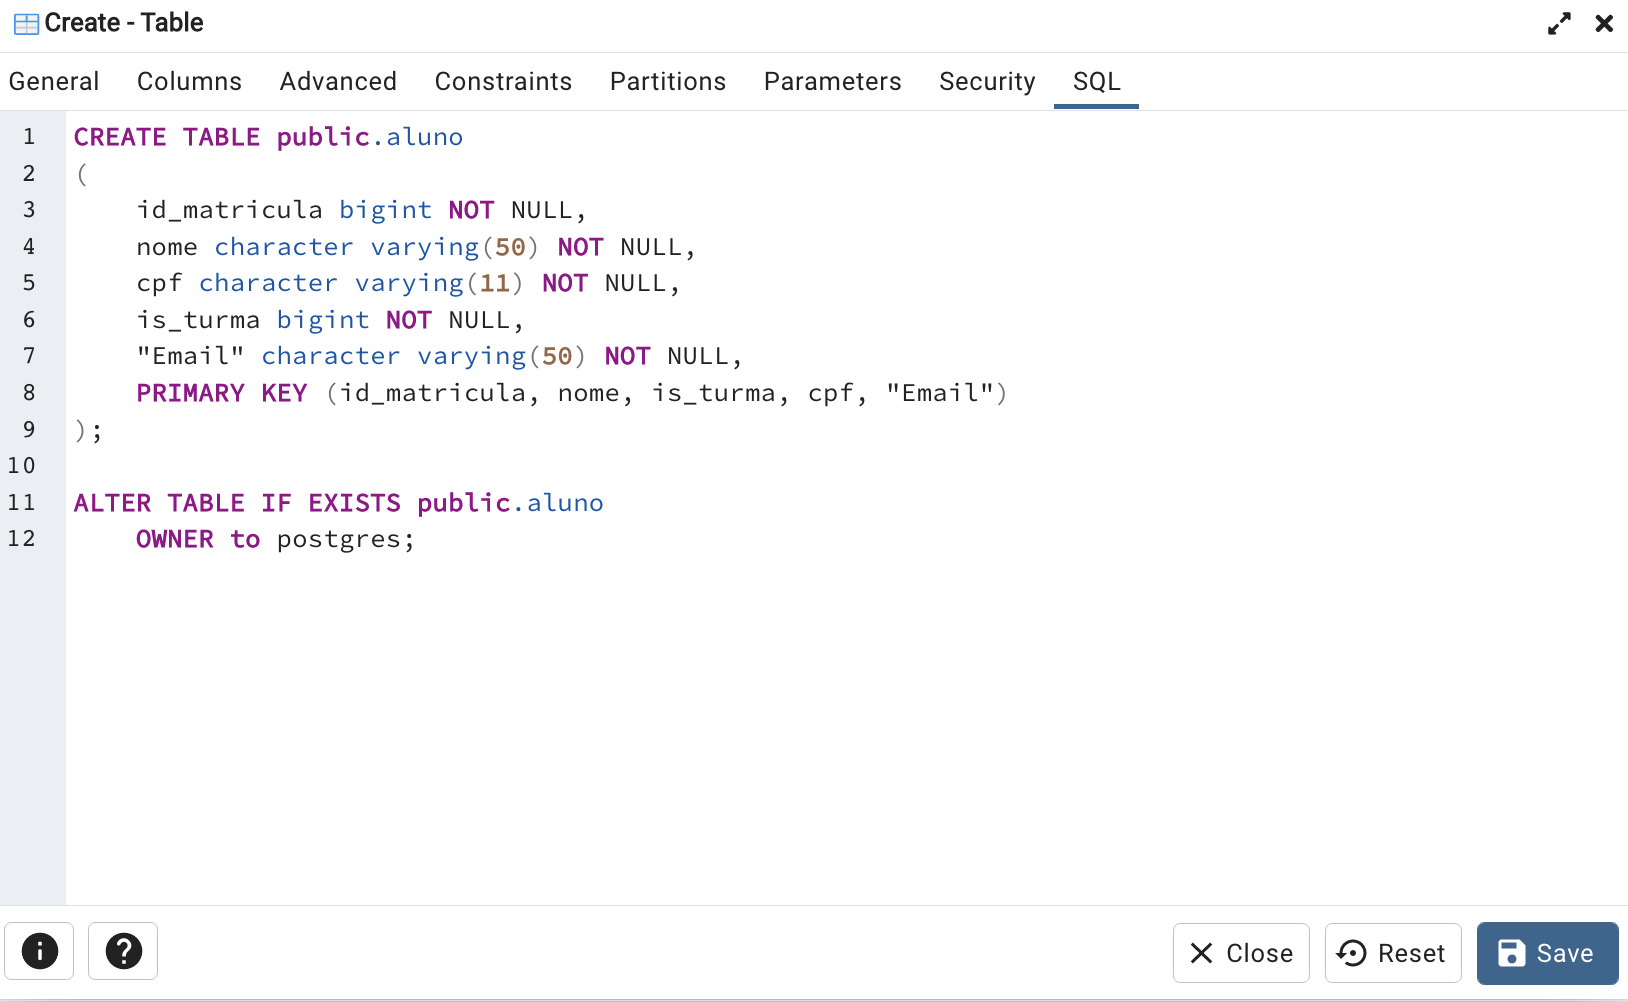 Create - Table
General Columns Advanced Constraints Partitions Parameters Security SQL
1 CREATE TABLE public.aluno
2 (
3     id_matricula bigint NOT NULL,
4     nome character varying(50) NOT NULL,
5     cpf character varying(11) NOT NULL,
6     is_turma bigint NOT NULL,
7     "Email" character varying(50) NOT NULL,
8     PRIMARY KEY (id_matricula, nome, is_turma, cpf, "Email")
9 );
10
11 ALTER TABLE IF EXISTS public.aluno
12     OWNER to postgres;
Close Reset Save